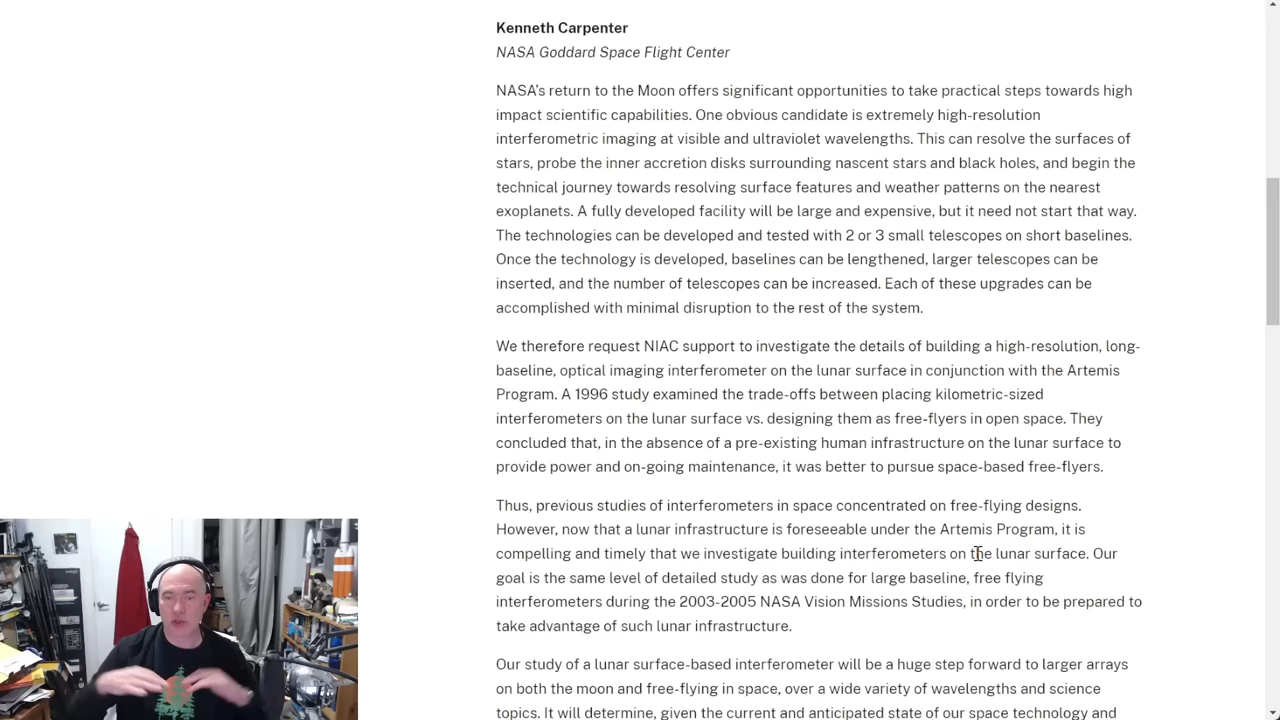 Kenneth Carpenter
NASA Goddard Space Flight Center
NASA's return to the Moon offers significant opportunities to take practical steps towards high
impact scientific capabilities. One obvious candidate is extremely high-resolution
interferometric imaging at visible and ultraviolet wavelengths. This can resolve the surfaces of
stars, probe the inner accretion disks surrounding nascent stars and black holes, and begin the
technical journey towards resolving surface features and weather patterns on the nearest
exoplanets. A fully developed facility will be large and expensive, but it need not start that way.
The technologies can be developed and tested with 2 or 3 small telescopes on short baselines.
Once the technology is developed, baselines can be lengthened, larger telescopes can be
inserted, and the number of telescopes can be increased. Each of these upgrades can be
accomplished with minimal disruption to the rest of the system.
We therefore request NIAC support to investigate the details of building a high-resolution, long-
baseline, optical imaging interferometer on the lunar surface in conjunction with the Artemis
Program. A 1996 study examined the trade-offs between placing kilometric-sized
interferometers on the lunar surface vs. designing them as free-flyers in open space. They
concluded that, in the absence of a pre-existing human infrastructure on the lunar surface to
provide power and on-going maintenance, it was better to pursue space-based free-flyers.
Thus, previous studies of interferometers in space concentrated on free-flying designs.
However, now that a lunar infrastructure is foreseeable under the Artemis Program, it is
compelling and timely that we investigate building interferometers on the lunar surface. Our
goal is the same level of detailed study as was done for large baseline, free flying
interferometers during the 2003-2005 NASA Vision Missions Studies, in order to be prepared to
take advantage of such lunar infrastructure.
Our study of a lunar surface-based interferometer will be a huge step forward to larger arrays
on both the moon and free-flying in space, over a wide variety of wavelengths and science
topics. It will determine, given the current and anticipated state of our space technology and